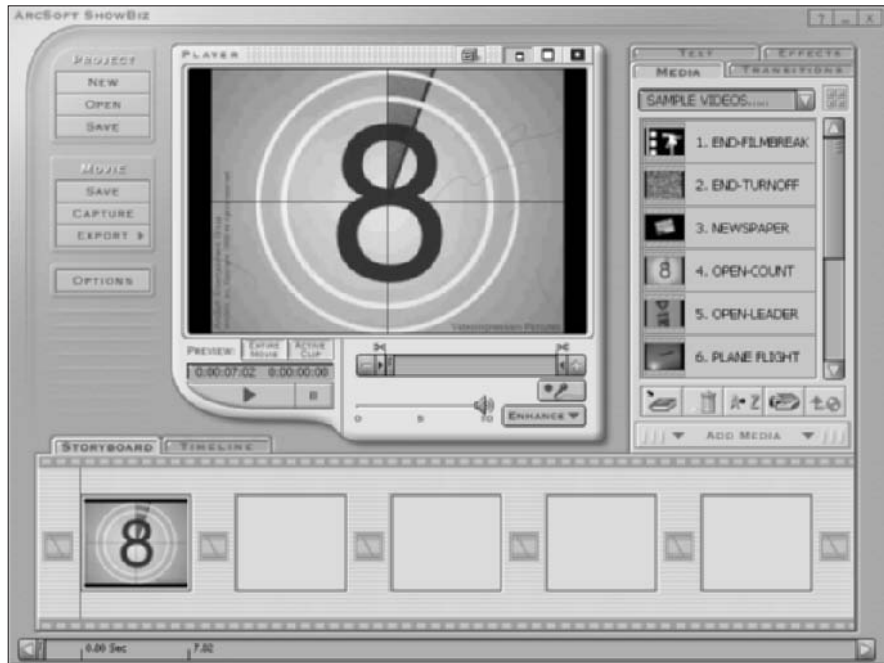 ArcSoft ShowBiz
? _ X
Project
New
Open
Save
Movie
Save
Capture
Export
Options
Player
8
Preview:
Entire Movie
Active Clip
0:00:07:02 0:00:00:00
0 5 10
Enhance
Text
Effects
Media
Transitions
SAMPLE VIDEOS....
1. END-FILMBREAK
2. END-TURNOFF
3. NEWSPAPER
4. OPEN-COUNT
5. OPEN-LEADER
6. PLANE FLIGHT
A Z
Add Media
Storyboard
Timeline
8
0.00 Sec
7.02